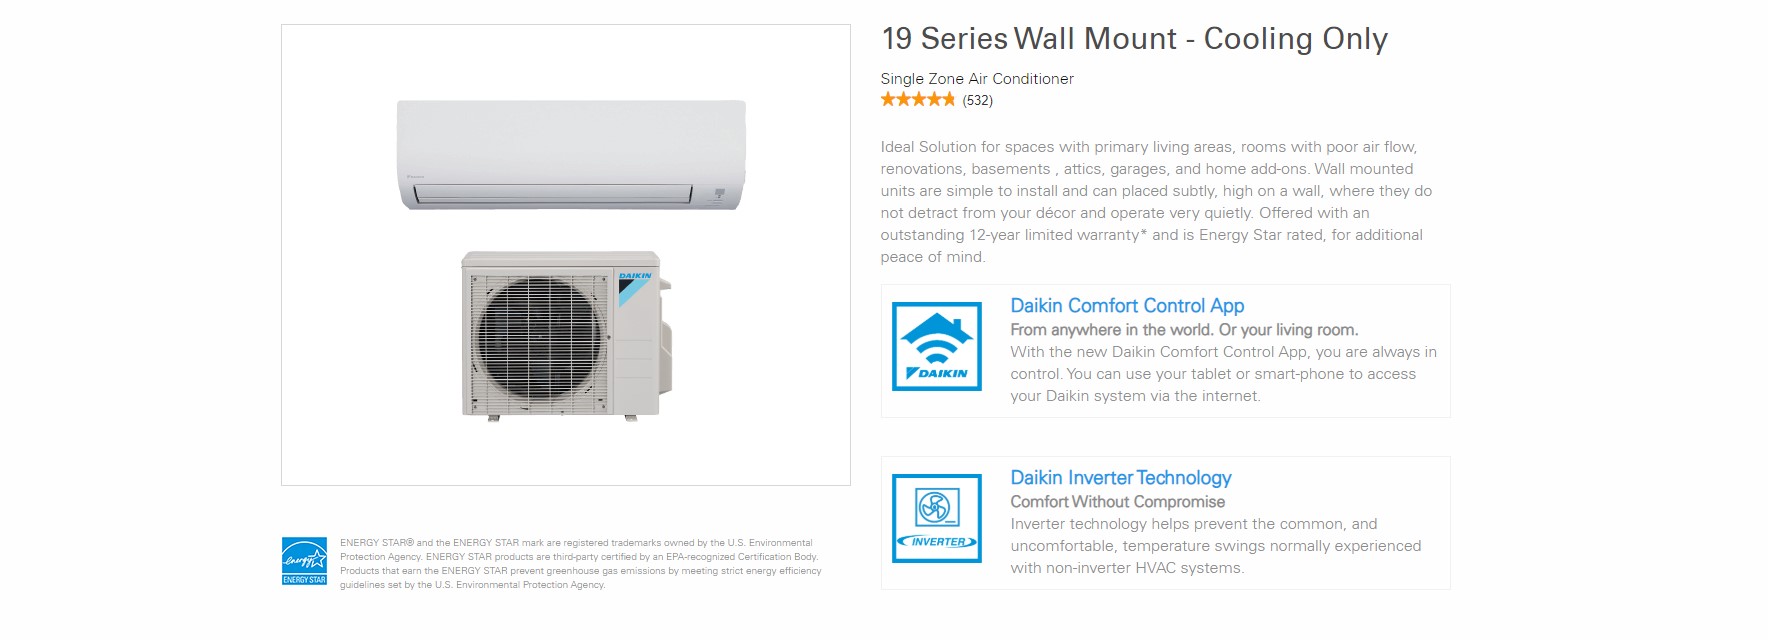 19 Series Wall Mount - Cooling Only
Single Zone Air Conditioner
(532)
Ideal Solution for spaces with primary living areas, rooms with poor air flow,
renovations, basements , attics, garages, and home add-ons. Wall mounted
units are simple to install and can placed subtly, high on a wall, where they do
not detract from your décor and operate very quietly. Offered with an
outstanding 12-year limited warranty* and is Energy Star rated, for additional
peace of mind.
DAIKIN
DAIKIN
Daikin Comfort Control App
From anywhere in the world. Or your living room.
With the new Daikin Comfort Control App, you are always in
control. You can use your tablet or smart-phone to access
your Daikin system via the internet.
INVERTER
Daikin Inverter Technology
Comfort Without Compromise
Inverter technology helps prevent the common, and
uncomfortable, temperature swings normally experienced
with non-inverter HVAC systems.
energy
ENERGY STAR
ENERGY STAR® and the ENERGY STAR mark are registered trademarks owned by the U.S. Environmental
Protection Agency. ENERGY STAR products are third-party certified by an EPA-recognized Certification Body.
Products that earn the ENERGY STAR prevent greenhouse gas emissions by meeting strict energy efficiency
guidelines set by the U.S. Environmental Protection Agency.